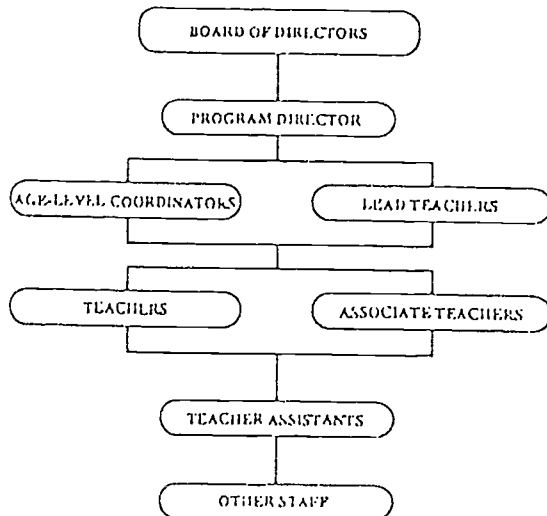 BOARD OF DIRECTORS
PROGRAM DIRECTOR
AGE-LEVEL COORDINATORS
LEAD TEACHERS
TEACHERS
ASSOCIATE TEACHERS
TEACHER ASSISTANTS
OTHER STAFF